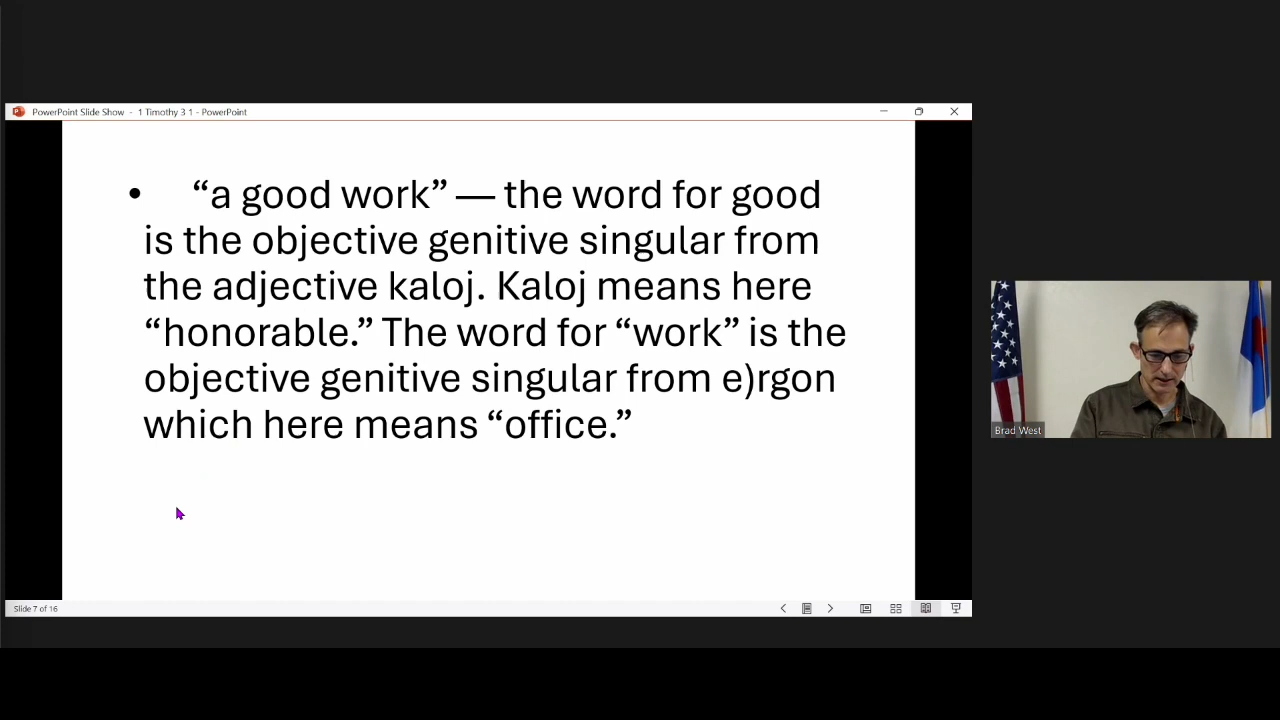 PowerPoint Slide Show - 1 Timothy 3 1 - PowerPoint
• “a good work” — the word for good
is the objective genitive singular from
the adjective kaloj. Kaloj means here
“honorable.” The word for “work” is the
objective genitive singular from e)rgon
which here means “office.”
Brad West
Slide 7 of 16